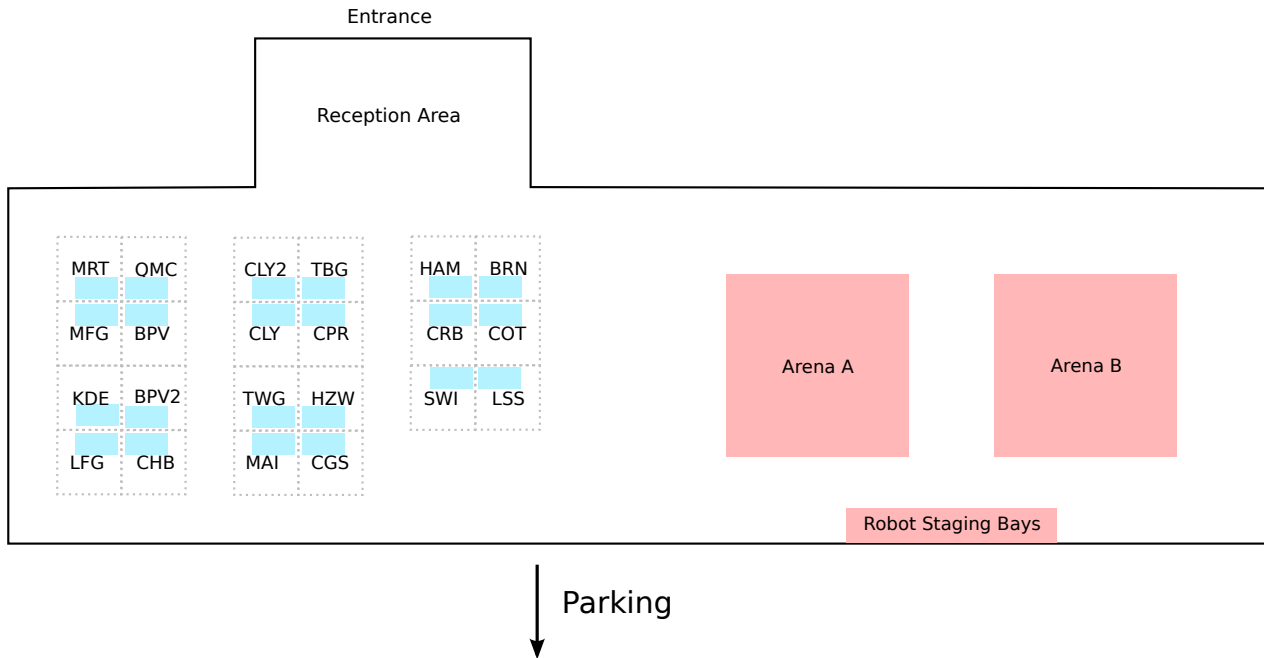 Entrance
Reception Area
MRT QMC CLY2 TBG HAM BRN
MFG BPV CLY CPR CRB COT
Arena A Arena B
KDE BPV2 TWG HZW SWI LSS
LFG CHB MAI CGS
Robot Staging Bays
Parking